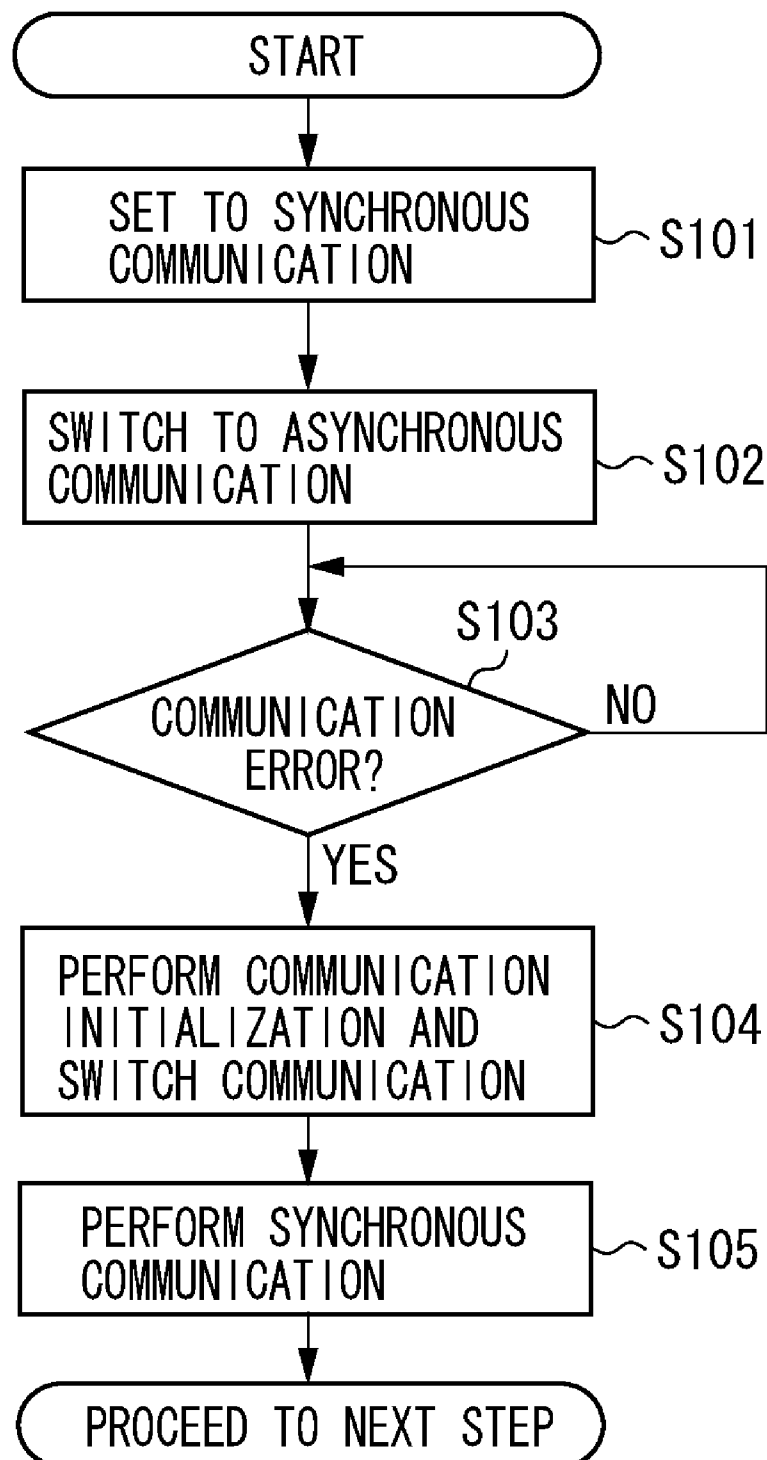 START
SET TO SYNCHRONOUS
COMMUNICATION
S101
SWITCH TO ASYNCHRONOUS
COMMUNICATION
S102
S103
COMMUNICATION
ERROR?
NO
YES
PERFORM COMMUNICATION
INITIALIZATION AND
SWITCH COMMUNICATION
S104
PERFORM SYNCHRONOUS
COMMUNICATION
S105
PROCEED TO NEXT STEP